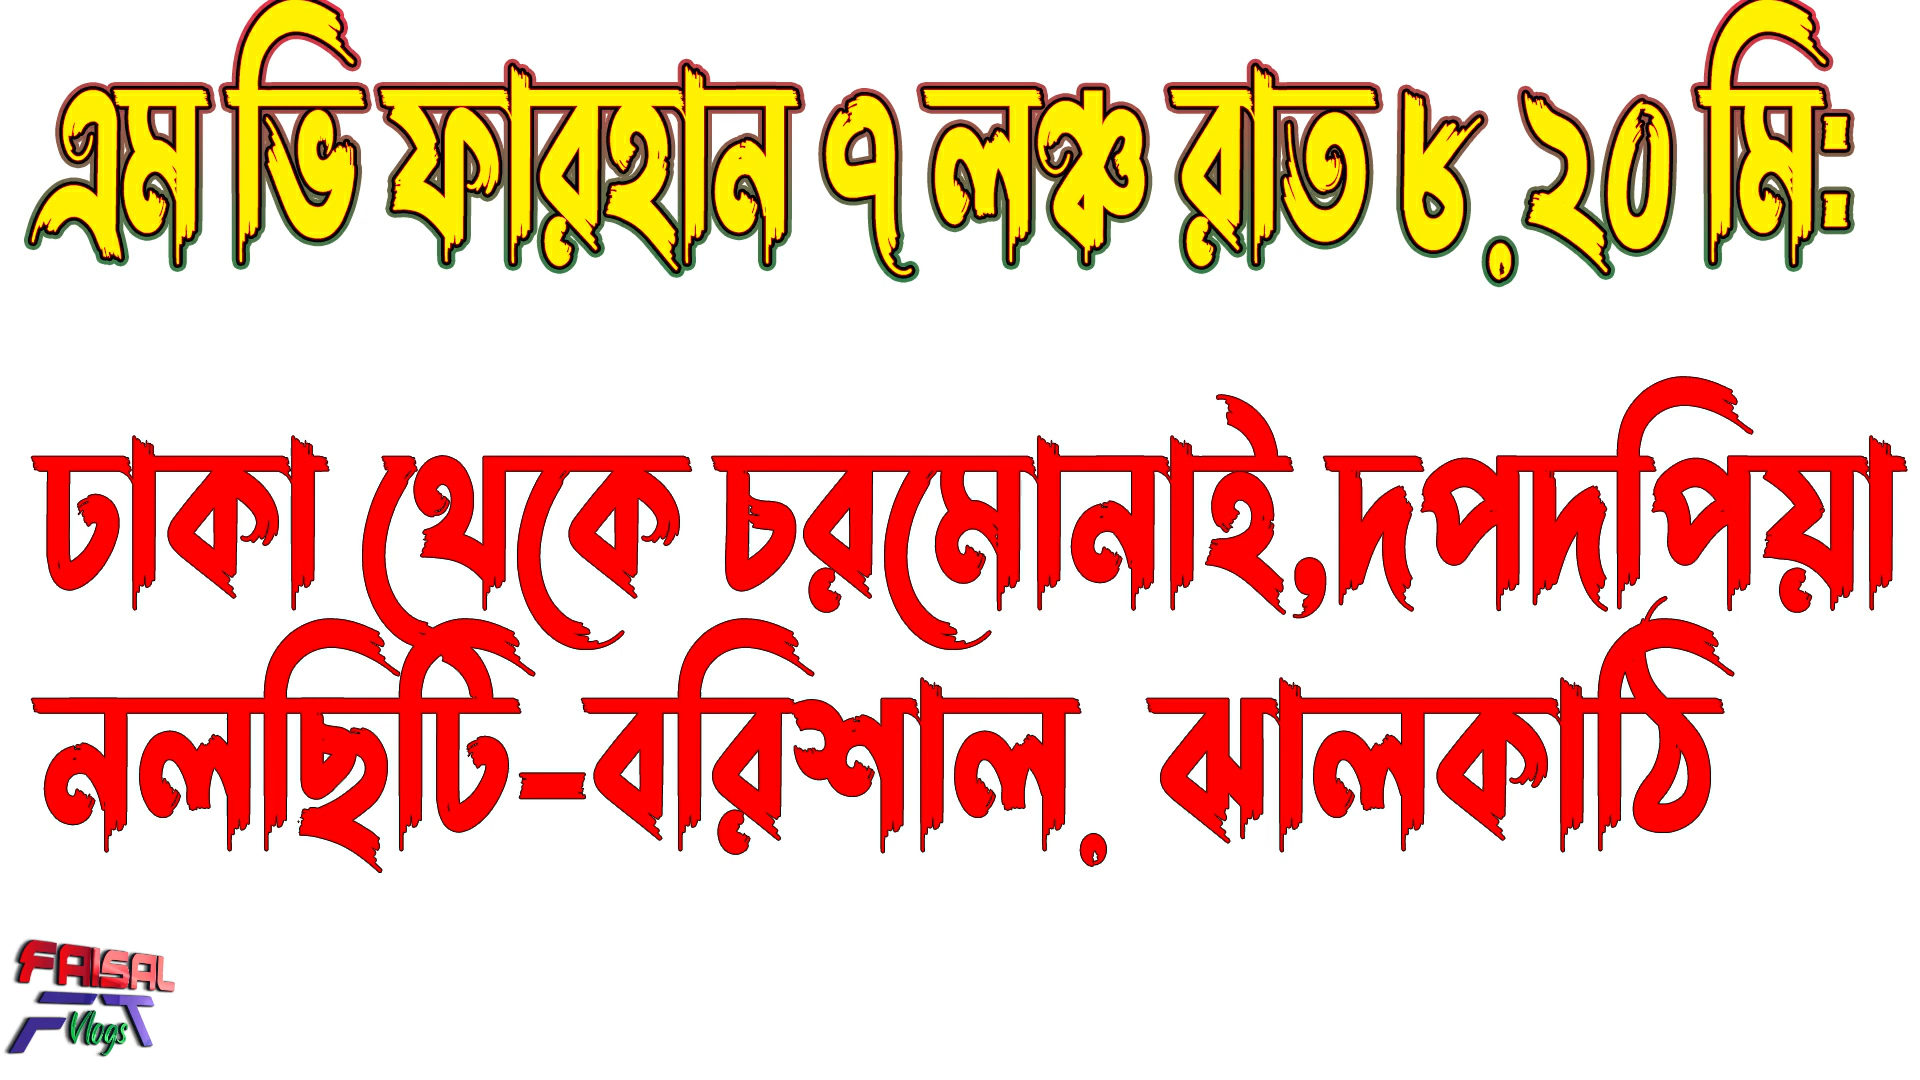 এম ভি ফারহান ৭ লঞ্চ রাত ৮.২০ মি:
ঢাকা থেকে চরমোনাই,দপদপিয়া
নলছিটি-বরিশাল. ঝালকাঠি
FAISAL
FT
Vlogs